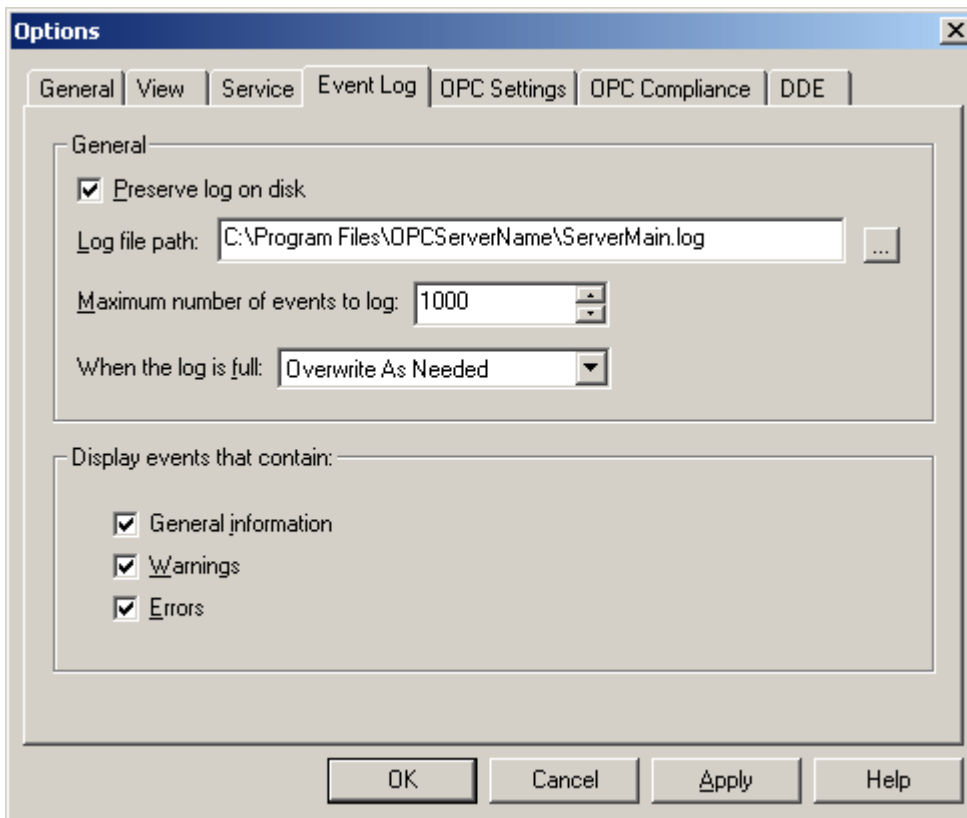 Options
General View Service Event Log OPC Settings OPC Compliance DDE
General
Preserve log on disk
Log file path: C:\Program Files\OPCServerName\ServerMain.log ...
Maximum number of events to log: 1000
When the log is full: Overwrite As Needed
Display events that contain:
General information
Warnings
Errors
OK Cancel Apply Help